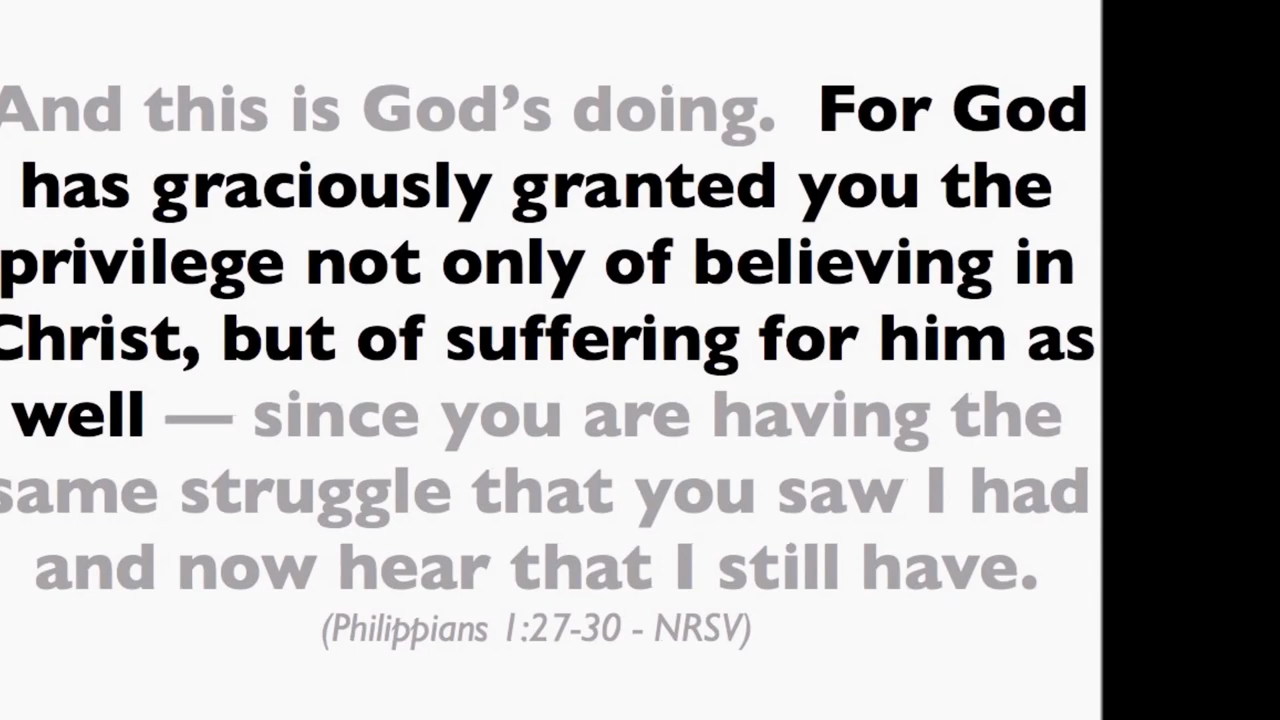 And this is God’s doing. For God
has graciously granted you the
privilege not only of believing in
Christ, but of suffering for him as
well — since you are having the
same struggle that you saw I had
and now hear that I still have.
(Philippians 1:27-30 - NRSV)